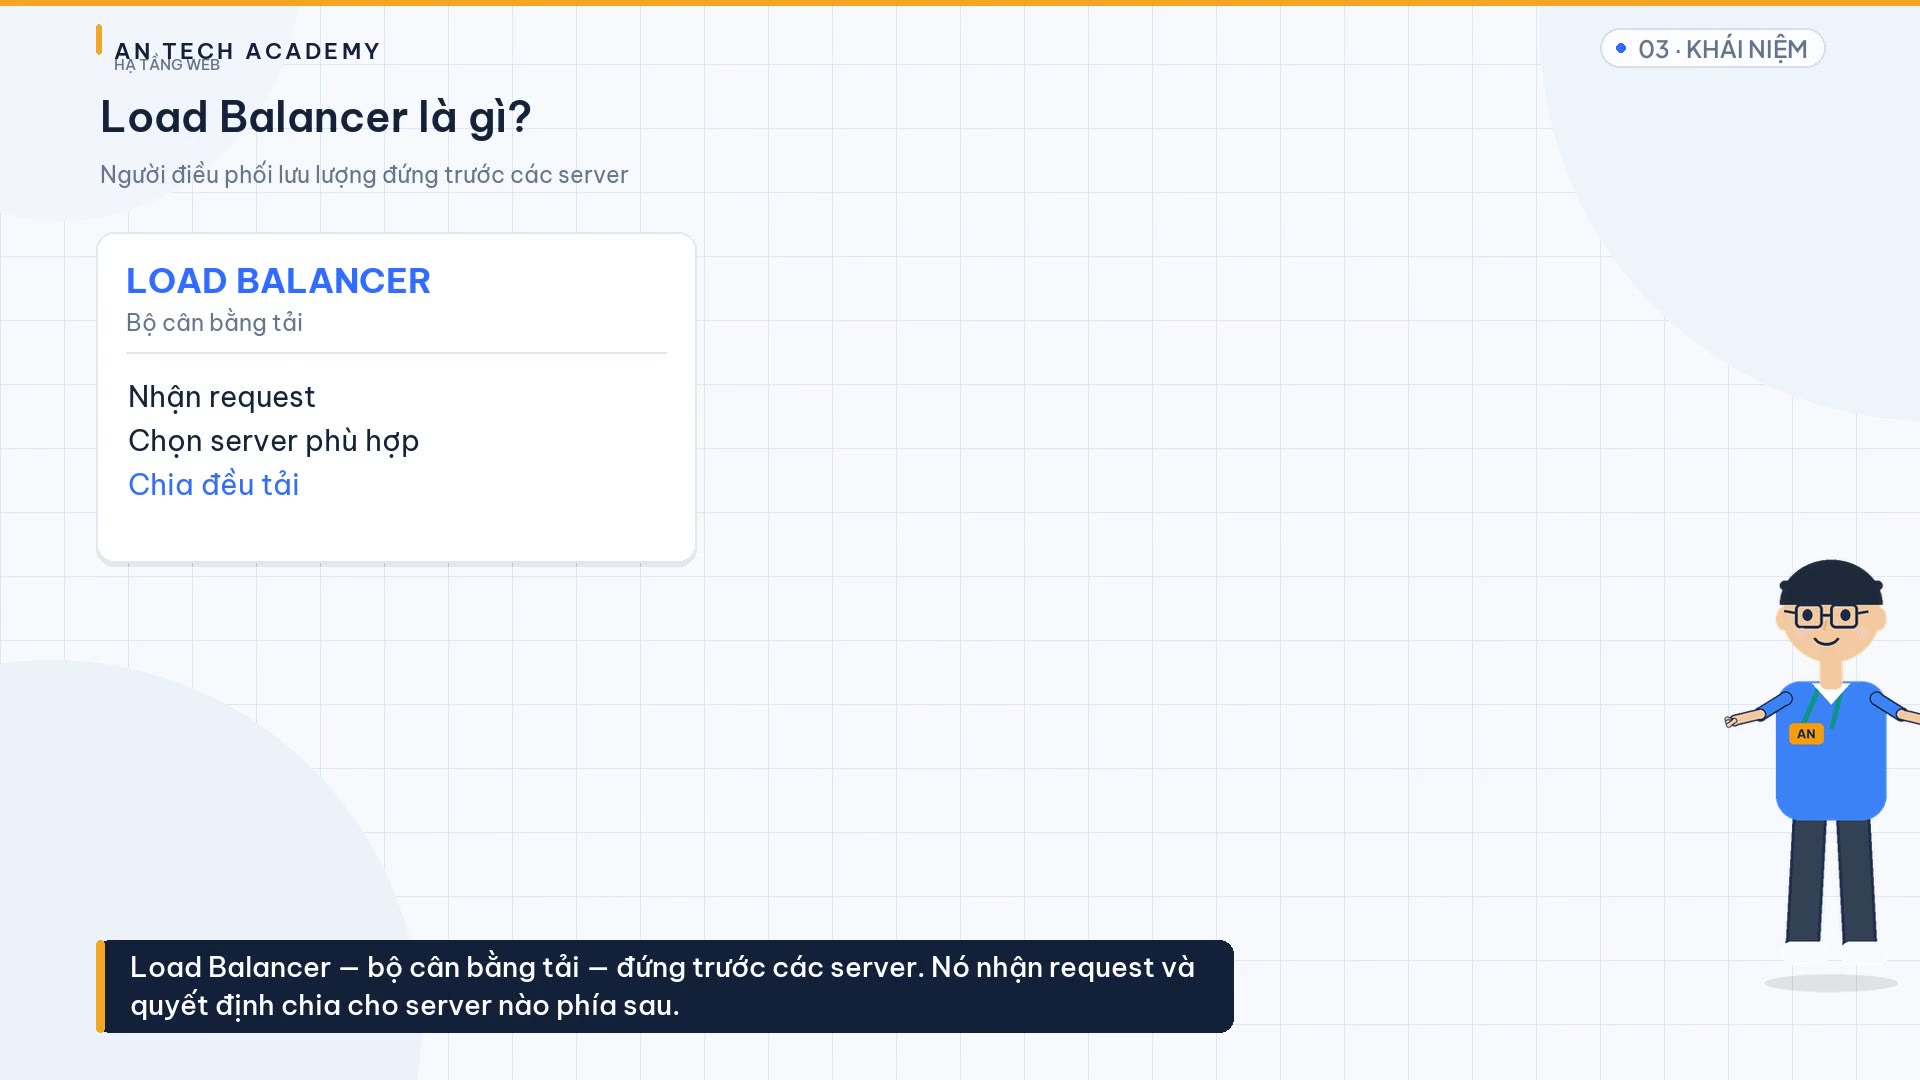 AN TECH ACADEMY
HẠ TẦNG WEB
03 · KHÁI NIỆM
Load Balancer là gì?
Người điều phối lưu lượng đứng trước các server
LOAD BALANCER
Bộ cân bằng tải
Nhận request
Chọn server phù hợp
Chia đều tải
AN
Load Balancer — bộ cân bằng tải — đứng trước các server. Nó nhận request và
quyết định chia cho server nào phía sau.